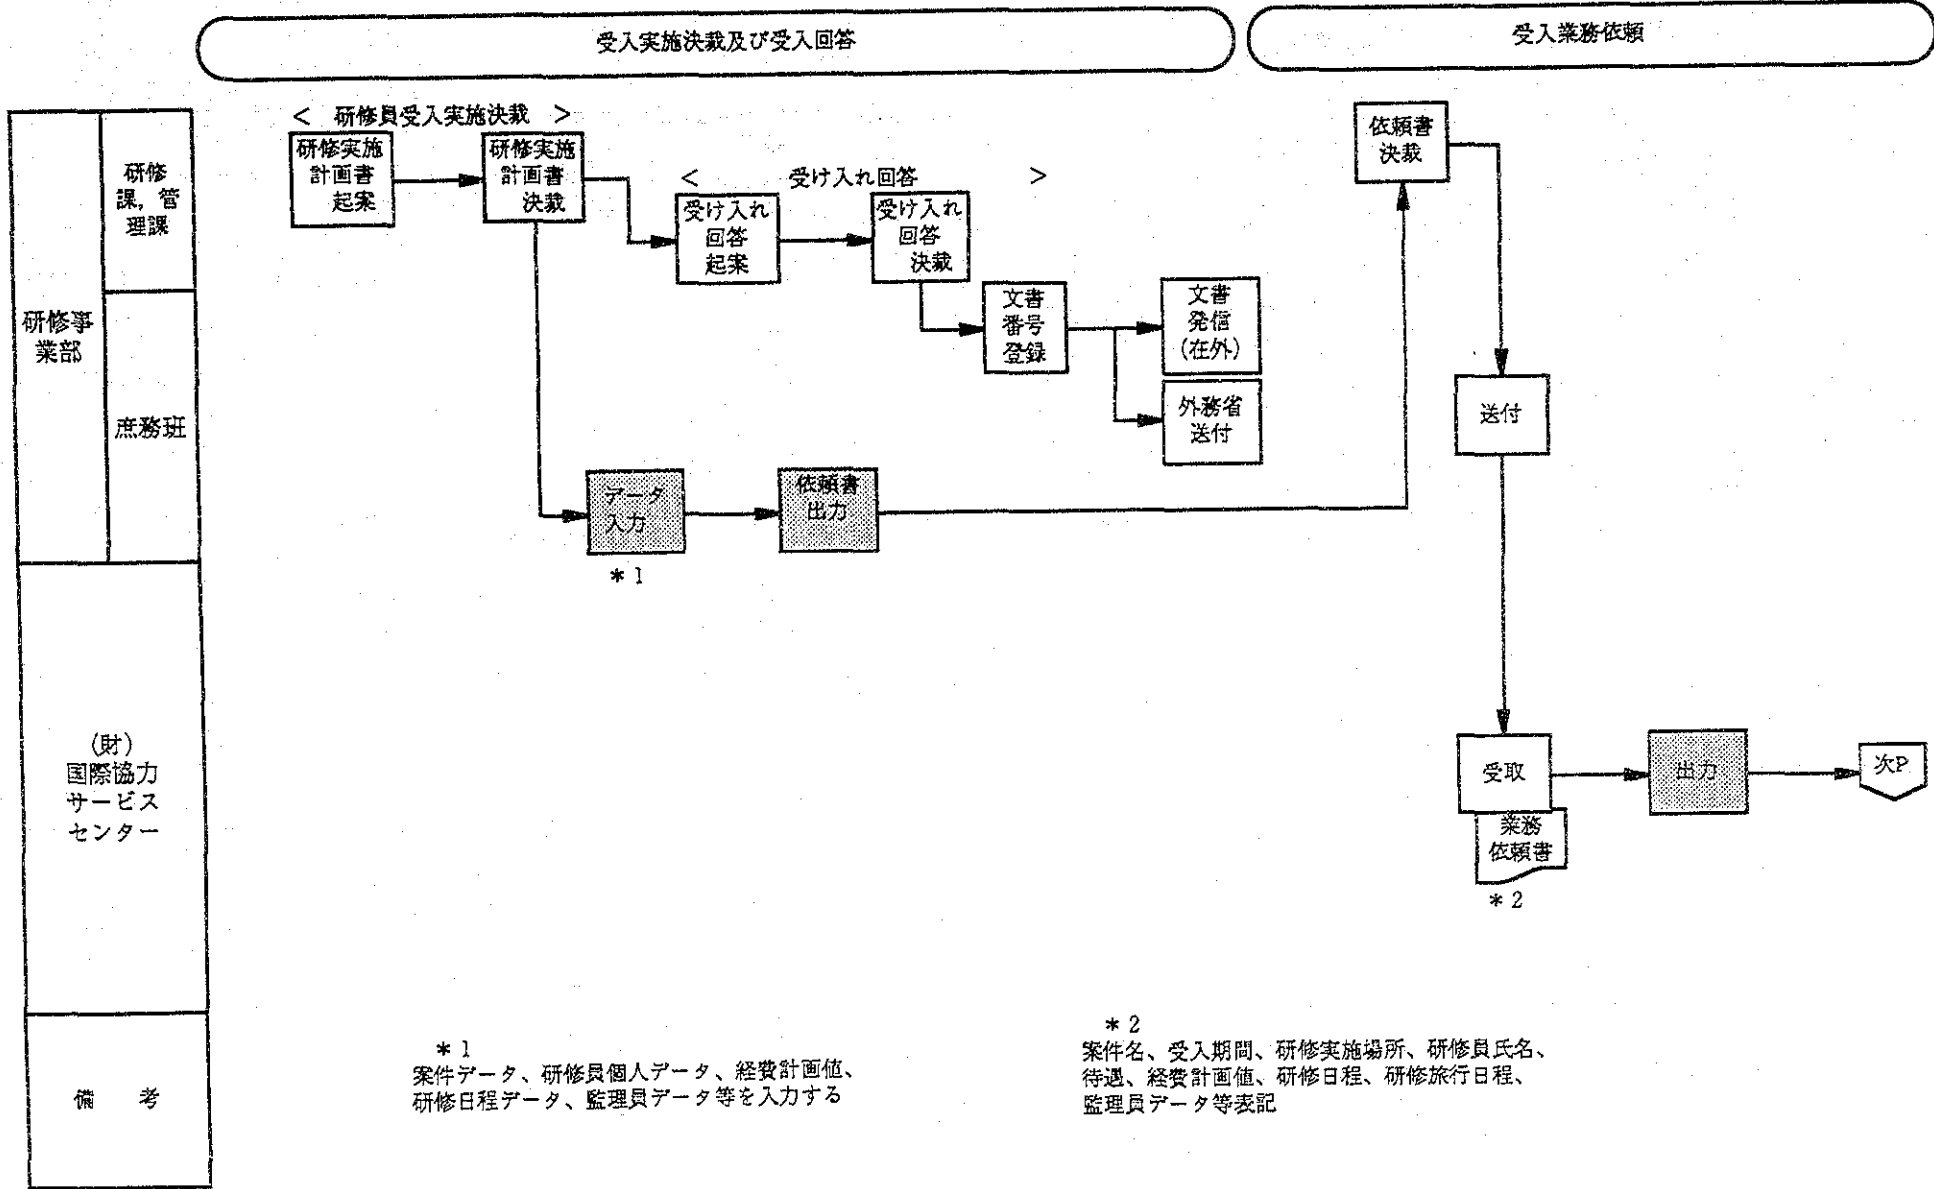 受入実施決裁及び受入回答
受入業務依頼
研修事
業部
研修
課，管
理課
庶務班
(財)
国際協力
サービス
センター
備　考
＜　研修員受入実施決裁　＞
研修実施
計画書
起案
研修実施
計画書
決裁
＜　受け入れ回答　＞
受け入れ
回答
起案
受け入れ
回答
決裁
文書
番号
登録
文書
発信
(在外)
外務省
送付
データ
入力
＊1
依頼書
出力
依頼書
決裁
送付
受取
業務
依頼書
＊2
出力
次P
＊1
案件データ、研修員個人データ、経費計画値、
研修日程データ、監理員データ等を入力する
＊2
案件名、受入期間、研修実施場所、研修員氏名、
待遇、経費計画値、研修日程、研修旅行日程、
監理員データ等表記